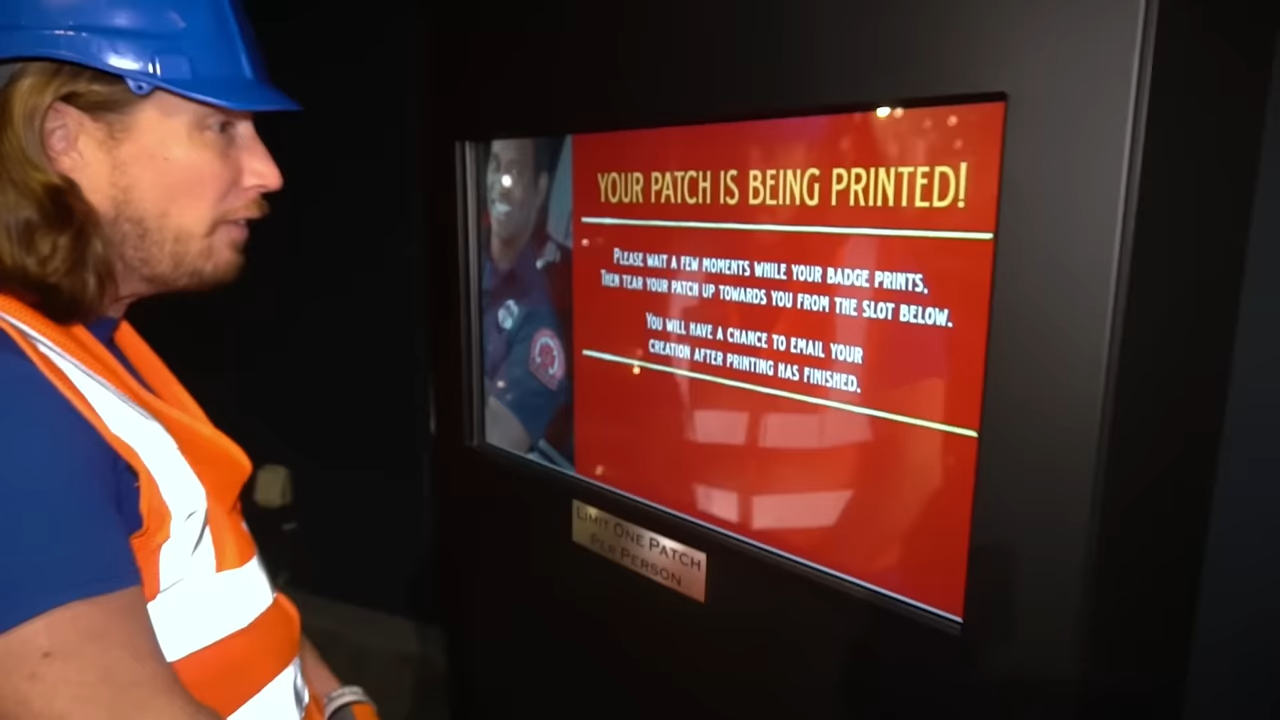 YOUR PATCH IS BEING PRINTED!
PLEASE WAIT A FEW MOMENTS WHILE YOUR BADGE PRINTS.
THEN TEAR YOUR PATCH UP TOWARDS YOU FROM THE SLOT BELOW.
YOU WILL HAVE A CHANCE TO EMAIL YOUR
CREATION AFTER PRINTING HAS FINISHED.
LIMIT ONE PATCH
PER PERSON